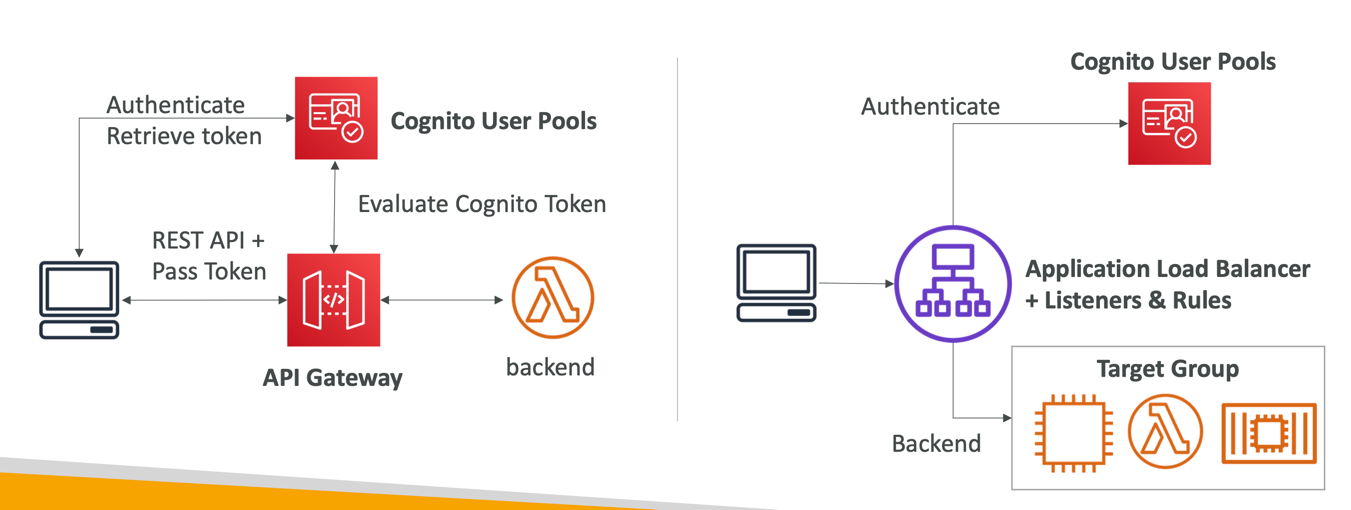 Authenticate
Retrieve token
Cognito User Pools
Evaluate Cognito Token
REST API +
Pass Token
</>
API Gateway
backend
Cognito User Pools
Authenticate
Application Load Balancer
+ Listeners & Rules
Target Group
Backend